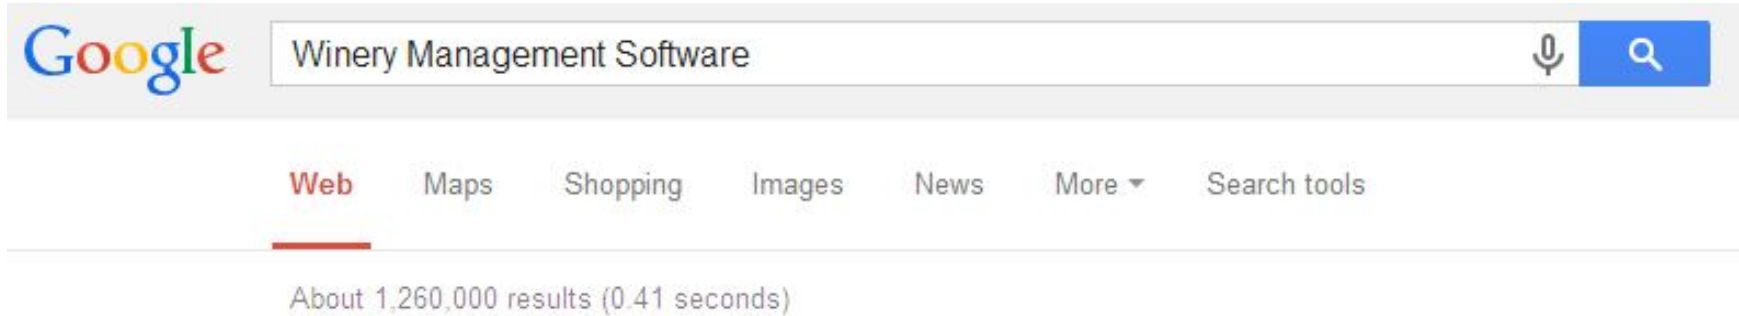 Google Winery Management Software
Web Maps Shopping Images News More Search tools
About 1,260,000 results (0.41 seconds)